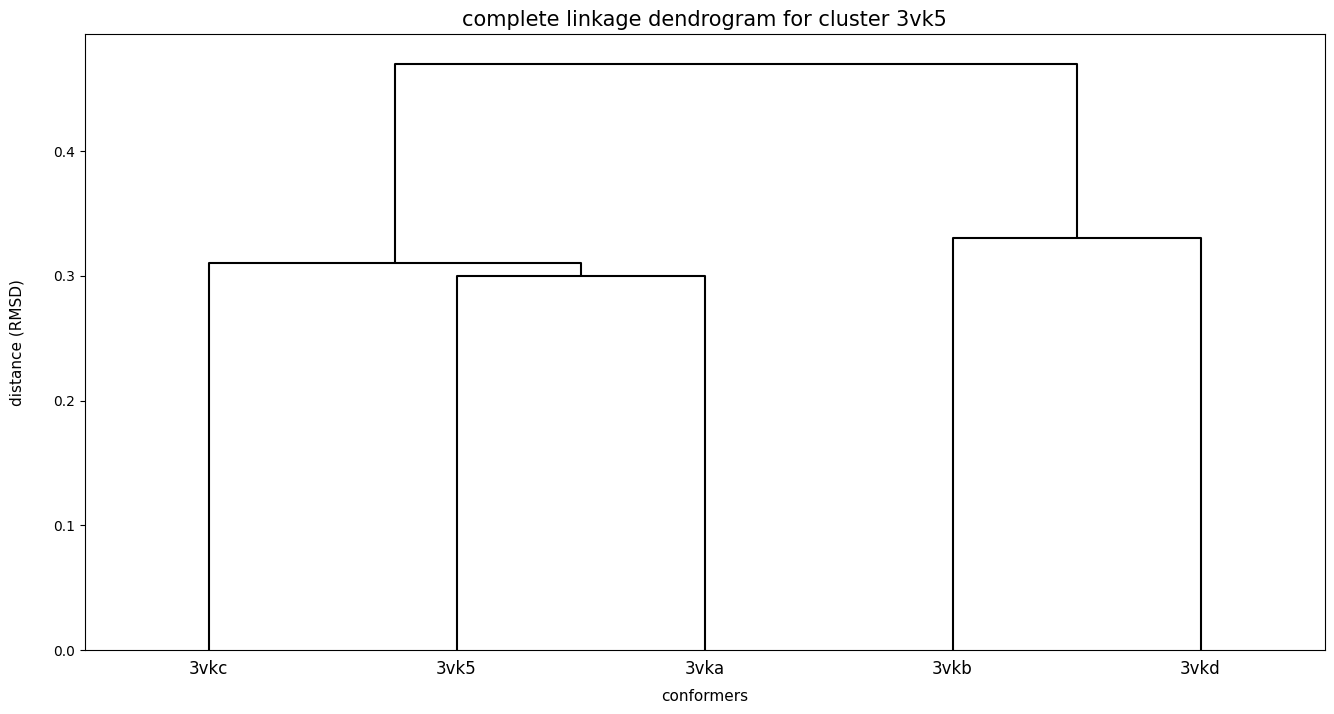 complete linkage dendrogram for cluster 3vk5
distance (RMSD)
0.4
0.3
0.2
0.1
0.0
3vkc 3vk5 3vka 3vkb 3vkd
conformers